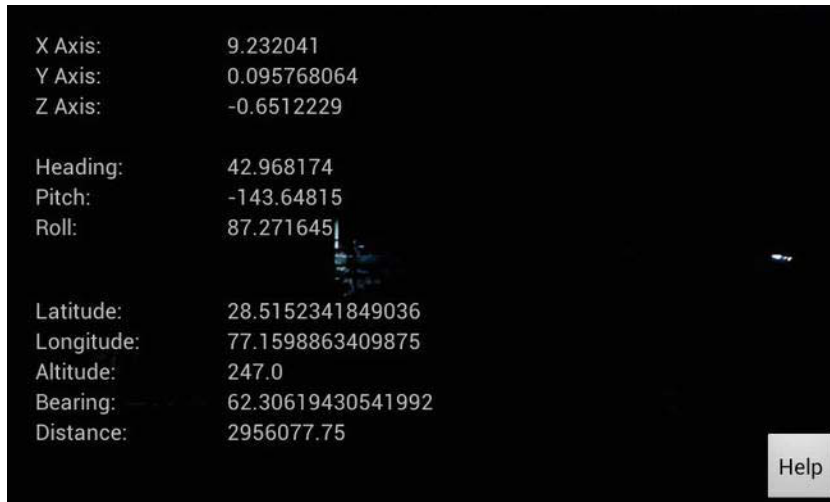 X Axis: 9.232041
Y Axis: 0.095768064
Z Axis: -0.6512229
Heading: 42.968174
Pitch: -143.64815
Roll: 87.271645
Latitude: 28.5152341849036
Longitude: 77.1598863409875
Altitude: 247.0
Bearing: 62.30619430541992
Distance: 2956077.75
Help